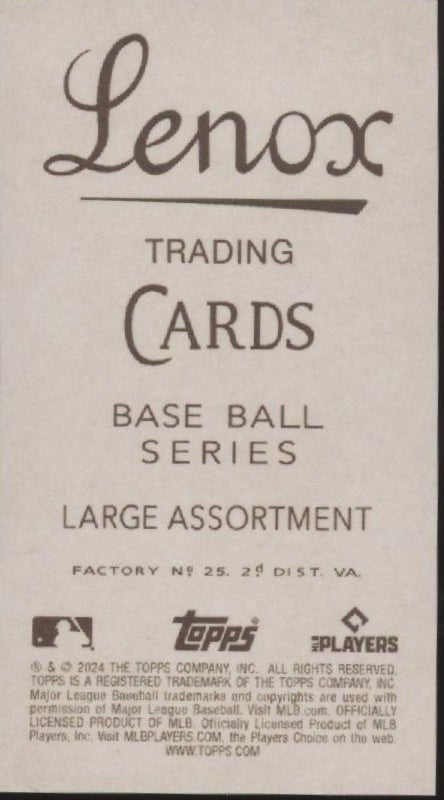 Lenox
TRADING
CARDS
BASE BALL
SERIES
LARGE ASSORTMENT
FACTORY Nº 25. 2d DIST. VA.
topps
MLB PLAYERS
® & © 2024 THE TOPPS COMPANY, INC. ALL RIGHTS RESERVED.
TOPPS IS A REGISTERED TRADEMARK OF THE TOPPS COMPANY, INC.
Major League Baseball trademarks and copyrights are used with
permission of Major League Baseball. Visit MLB.com. OFFICIALLY
LICENSED PRODUCT OF MLB. Officially Licensed Product of MLB
Players, Inc. Visit MLBPLAYERS.COM, the Players Choice on the web.
WWW.TOPPS.COM